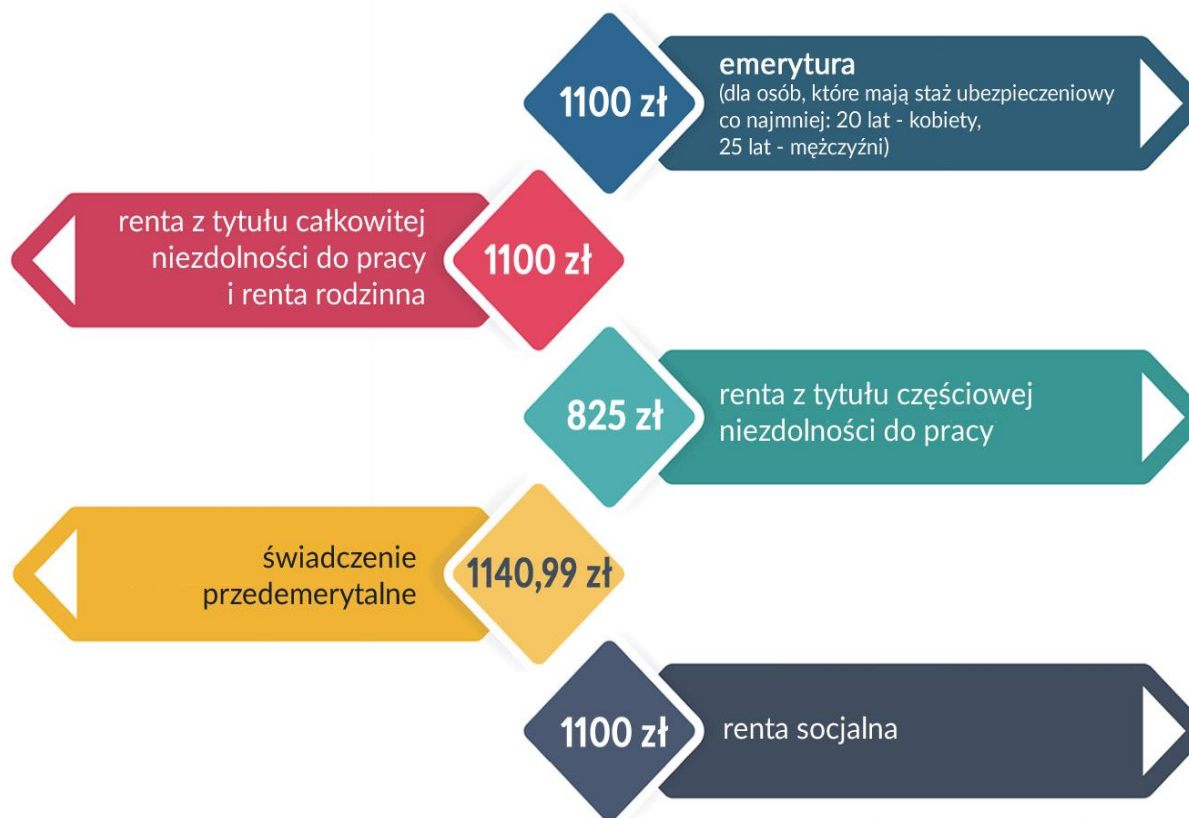 1100 zł
emerytura
(dla osób, które mają staż ubezpieczeniowy
co najmniej: 20 lat - kobiety,
25 lat - mężczyźni)
renta z tytułu całkowitej
niezdolności do pracy
i renta rodzinna
1100 zł
825 zł
renta z tytułu częściowej
niezdolności do pracy
świadczenie
przedemerytalne
1140,99 zł
1100 zł
renta socjalna